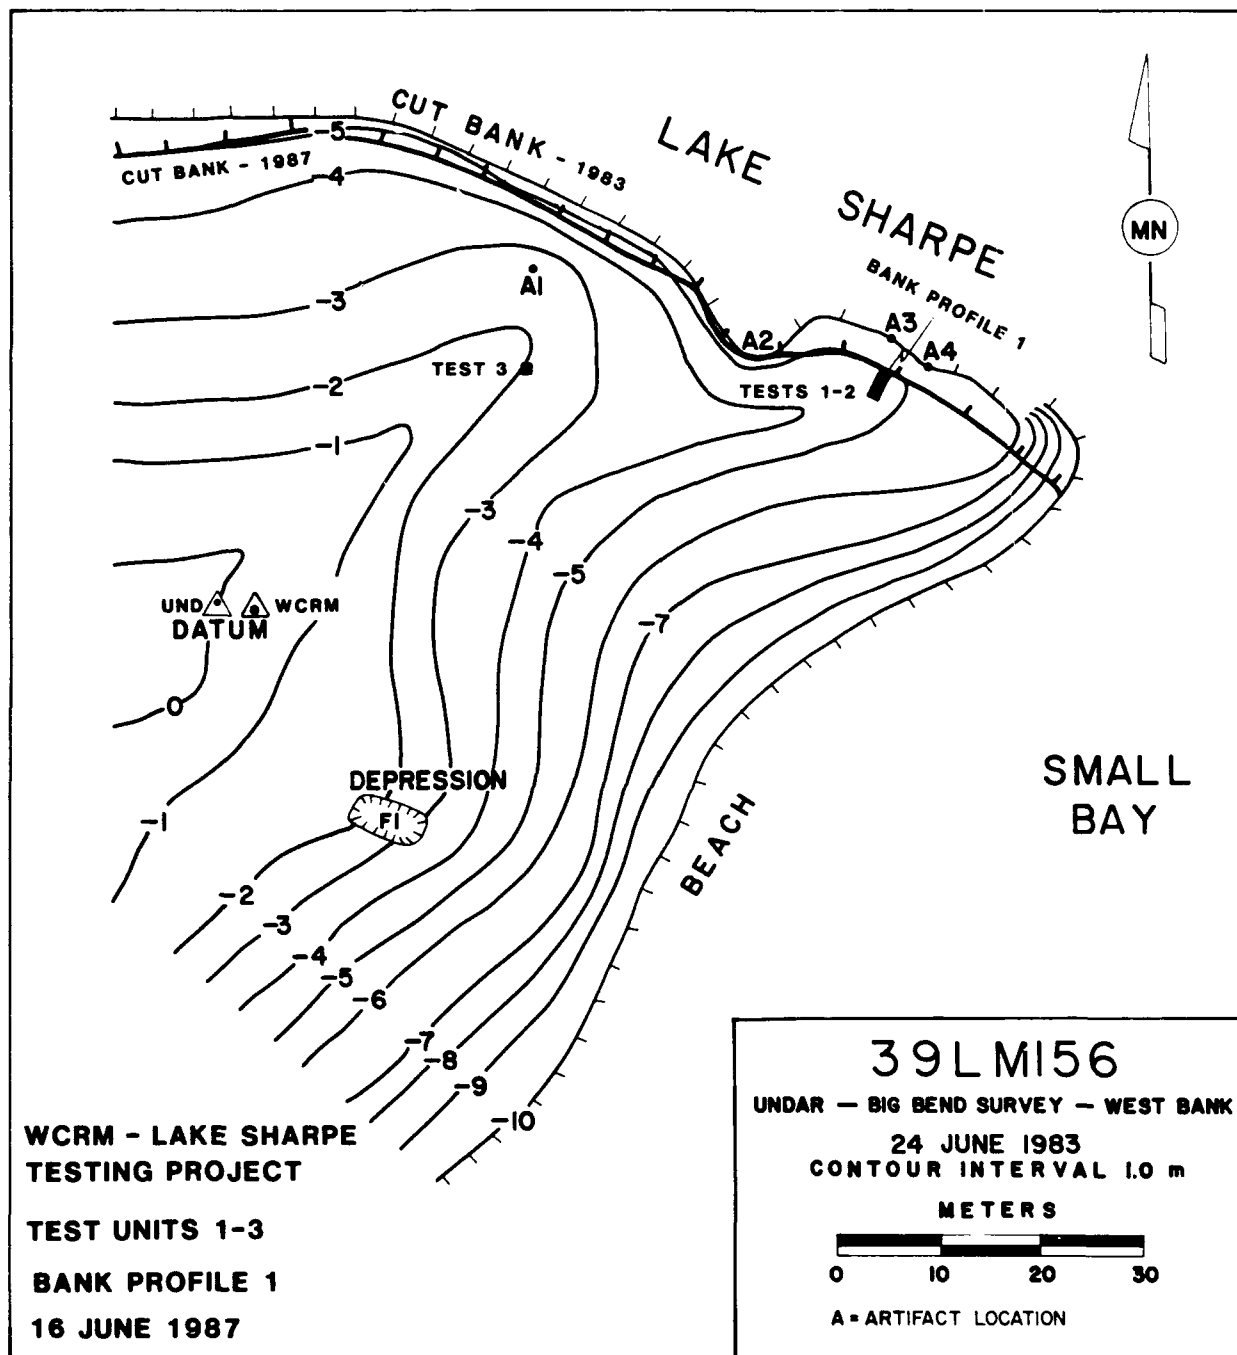 LAKE SHARPE
CUT BANK - 1983
CUT BANK - 1987
MN
BANK PROFILE 1
-5
-4
-3
-2
-1
A1
A2
A3
A4
TEST 3
TESTS 1-2
-3
-4
-5
-7
UND
WCRM
DATUM
0
-1
DEPRESSION
F1
BEACH
SMALL
BAY
-2
-3
-4
-5
-6
-7
-8
-9
-10
WCRM - LAKE SHARPE
TESTING PROJECT
TEST UNITS 1-3
BANK PROFILE 1
16 JUNE 1987
39LM156
UNDAR — BIG BEND SURVEY — WEST BANK
24 JUNE 1983
CONTOUR INTERVAL 1.0 m
METERS
0 10 20 30
A = ARTIFACT LOCATION